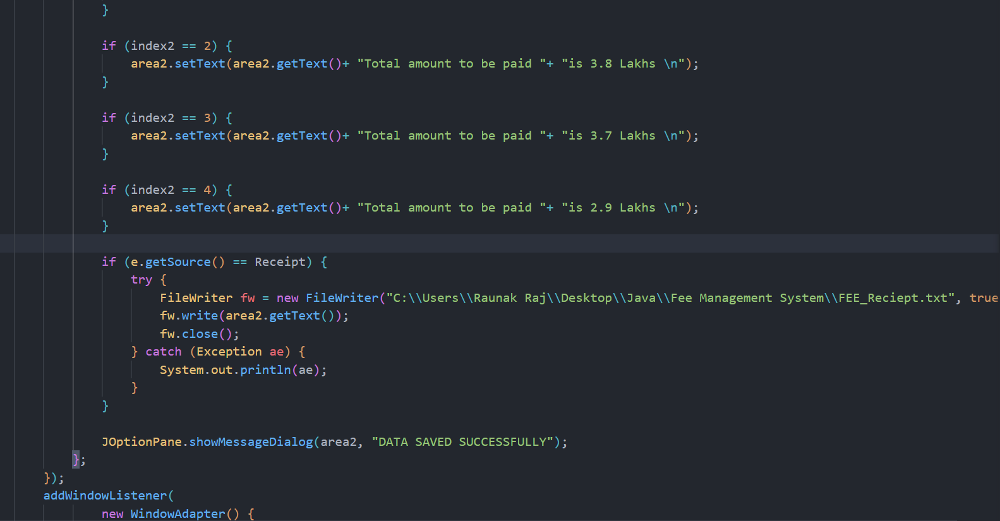 }
if (index2 == 2) {
area2.setText(area2.getText()+ "Total amount to be paid "+ "is 3.8 Lakhs \n");
}
if (index2 == 3) {
area2.setText(area2.getText()+ "Total amount to be paid "+ "is 3.7 Lakhs \n");
}
if (index2 == 4) {
area2.setText(area2.getText()+ "Total amount to be paid "+ "is 2.9 Lakhs \n");
}
if (e.getSource() == Receipt) {
try {
FileWriter fw = new FileWriter("C:\\Users\\Raunak Raj\\Desktop\\Java\\Fee Management System\\FEE_Reciept.txt", true
fw.write(area2.getText());
fw.close();
} catch (Exception ae) {
System.out.println(ae);
}
}
JOptionPane.showMessageDialog(area2, "DATA SAVED SUCCESSFULLY");
};
});
addWindowListener(
new WindowAdapter() {